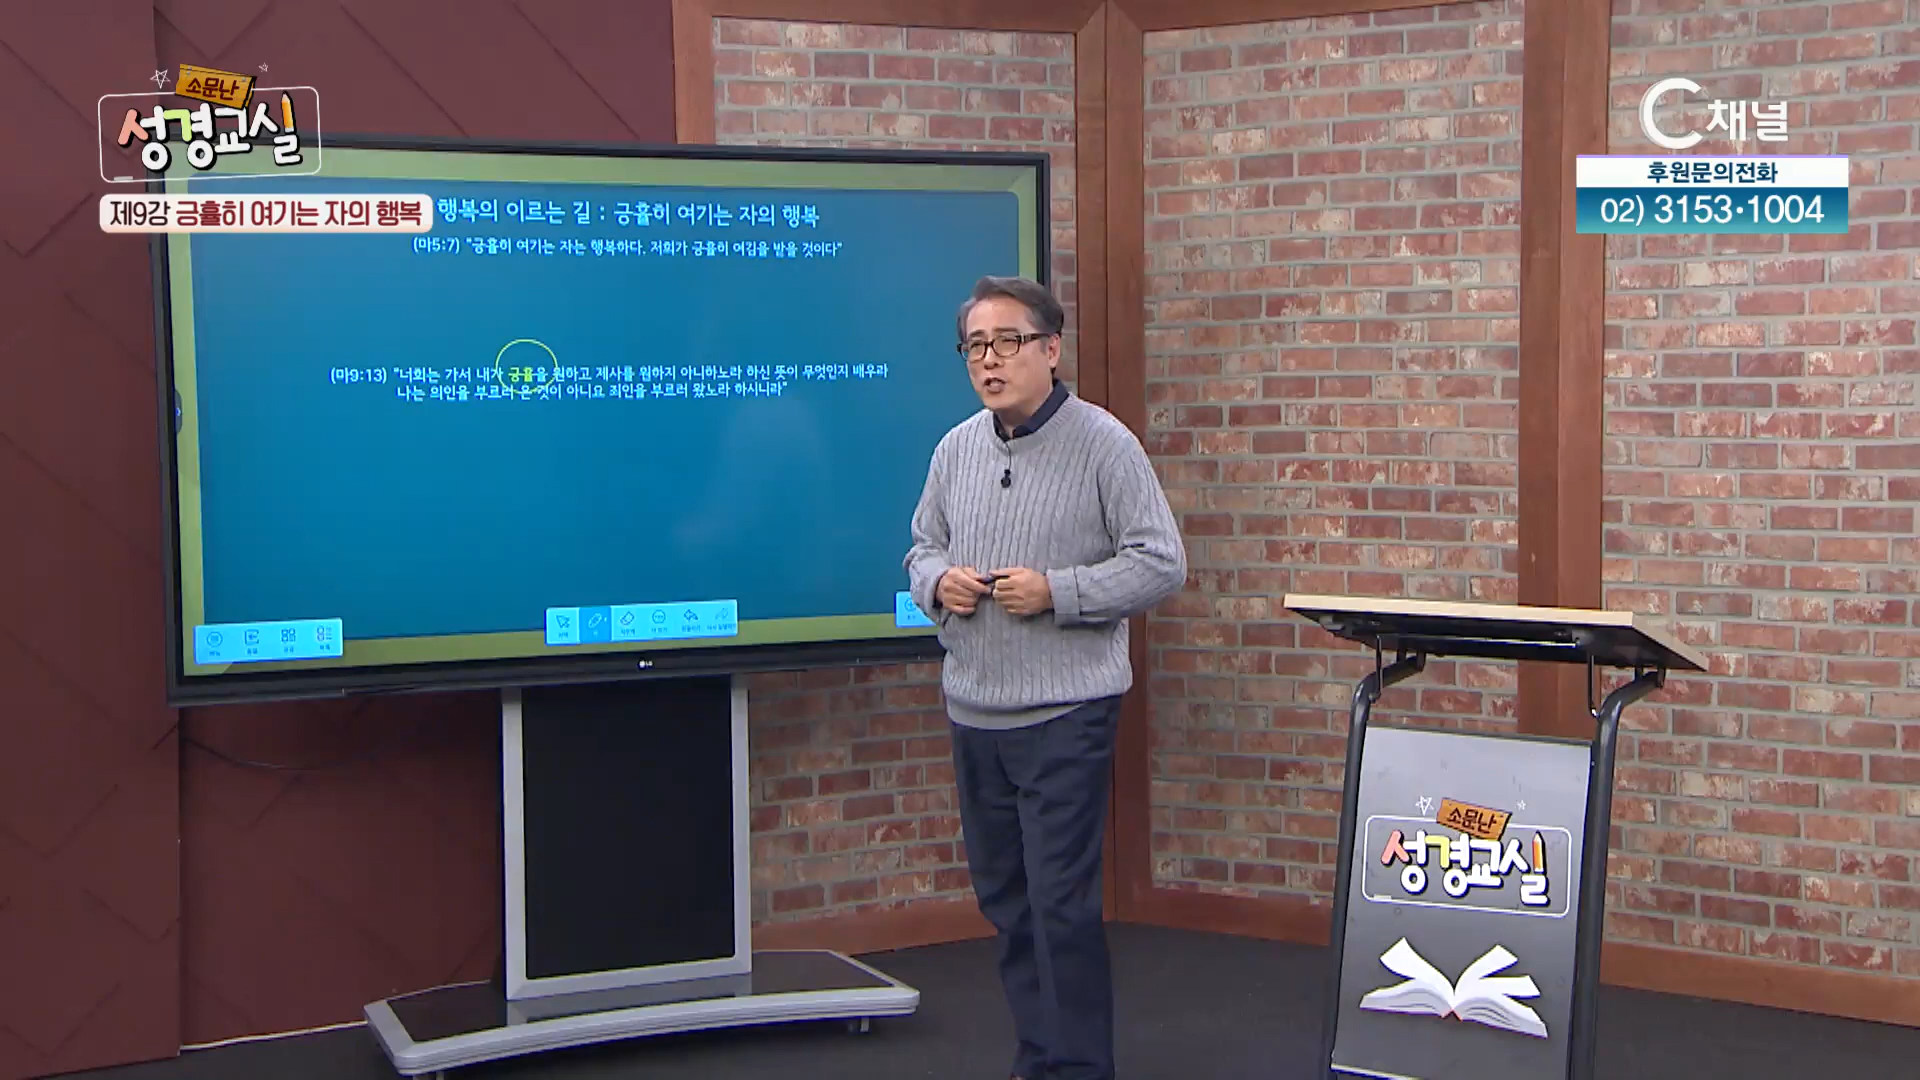 소문난
성경교실
제9강 긍휼히 여기는 자의 행복
C채널
후원문의전화
02) 3153·1004
행복의 이르는 길 : 긍휼히 여기는 자의 행복
(마5:7) "긍휼히 여기는 자는 행복하다. 저희가 긍휼히 여김을 받을 것이다"
(마9:13) "너희는 가서 내가 긍휼을 원하고 제사를 원하지 아니하노라 하신 뜻이 무엇인지 배우라
나는 의인을 부르러 온 것이 아니요 죄인을 부르러 왔노라 하시니라"
LG
소문난
성경교실